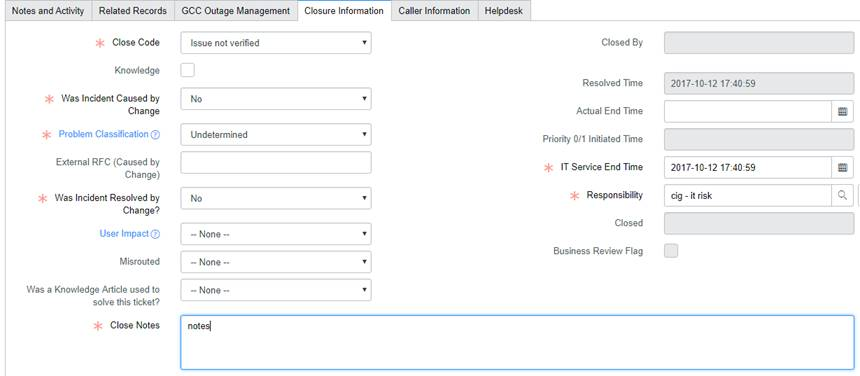 Notes and Activity Related Records GCC Outage Management Closure Information Caller Information Helpdesk
Close Code Issue not verified Closed By
Knowledge Resolved Time 2017-10-12 17:40:59
Was Incident Caused by
Change No Actual End Time
Problem Classification Undetermined Priority 0/1 Initiated Time
External RFC (Caused by
Change) IT Service End Time 2017-10-12 17:40:59
Was Incident Resolved by
Change? No Responsibility cig - it risk
User Impact -- None -- Closed
Misrouted -- None -- Business Review Flag
Was a Knowledge Article used to
solve this ticket? -- None --
Close Notes notes